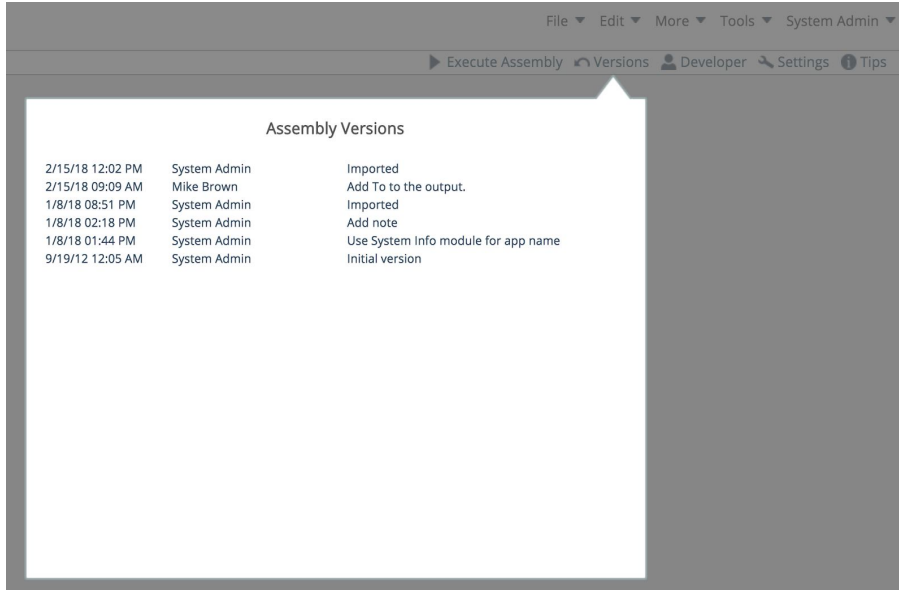 File Edit More Tools System Admin
Execute Assembly Versions Developer Settings Tips
Assembly Versions
2/15/18 12:02 PM System Admin Imported
2/15/18 09:09 AM Mike Brown Add To to the output.
1/8/18 08:51 PM System Admin Imported
1/8/18 02:18 PM System Admin Add note
1/8/18 01:44 PM System Admin Use System Info module for app name
9/19/12 12:05 AM System Admin Initial version